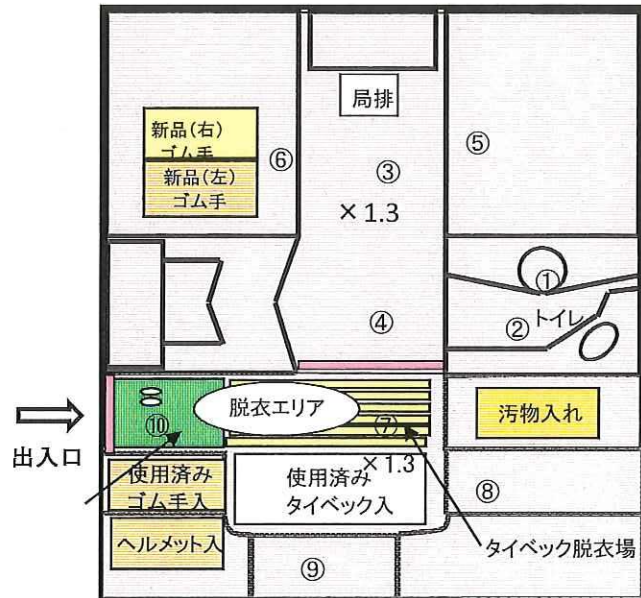 局排
新品(右)
ゴム手
新品(左)
ゴム手
⑥
③
⑤
×1.3
①
④
② トイレ
出入口
⑩
脱衣エリア
⑦
汚物入れ
×1.3
使用済み
ゴム手入
使用済み
タイベック入
⑧
ヘルメット入
⑨
タイベック脱衣場